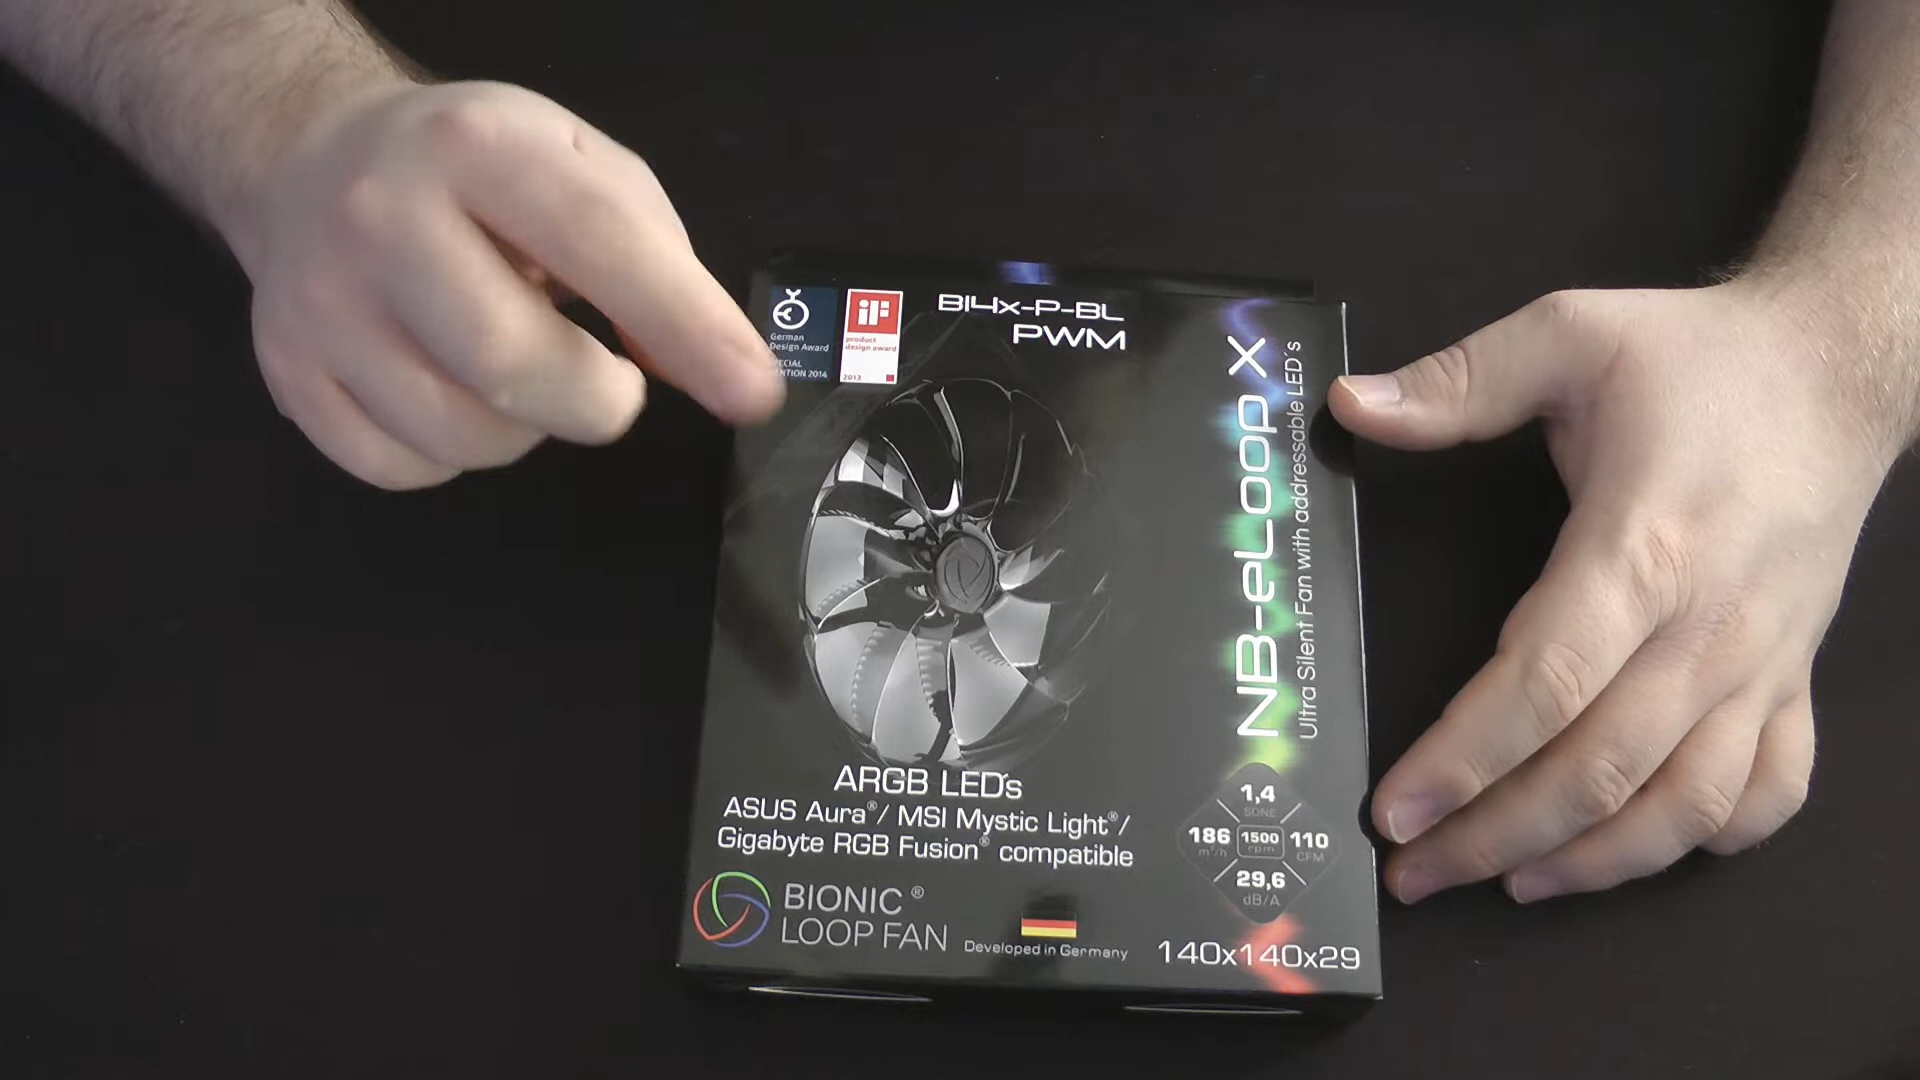 German
Design Award
MENTION 2014
iF
product
design award
2013
B14x-P-BL
PWM
NB-eLoop X
Ultra Silent Fan with addressable LED´s
ARGB LED´s
ASUS Aura®/ MSI Mystic Light®/
Gigabyte RGB Fusion® compatible
BIONIC®
LOOP FAN
Developed in Germany
1,4
SONE
186
m³/h
1500
rpm
110
CFM
29,6
dB/A
140x140x29